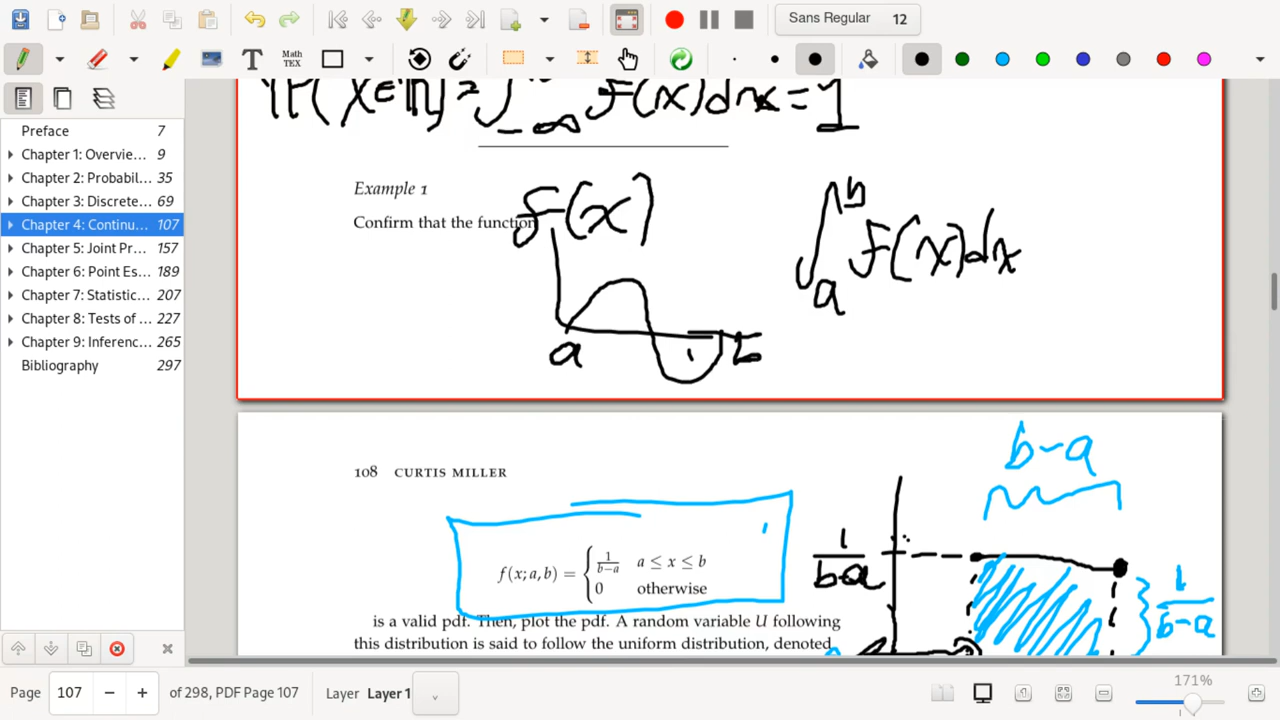 Sans Regular 12
T
Math
TEX
Preface 7
Chapter 1: Overvie... 9
Chapter 2: Probabil... 35
Chapter 3: Discrete... 69
Chapter 4: Continu... 107
Chapter 5: Joint Pr... 157
Chapter 6: Point Es... 189
Chapter 7: Statistic... 207
Chapter 8: Tests of ... 227
Chapter 9: Inferenc... 265
Bibliography 297
f(x)dx = 1
Example 1
Confirm that the function
f(x)
a b
∫_a^b f(x)dx
108 CURTIS MILLER
b-a
f(x; a, b) = { 1/(b−a) a ≤ x ≤ b
0 otherwise
1/(b-a)
1/(b-a)
is a valid pdf. Then, plot the pdf. A random variable U following
this distribution is said to follow the uniform distribution, denoted
Page 107 of 298, PDF Page 107 Layer Layer 1 171%